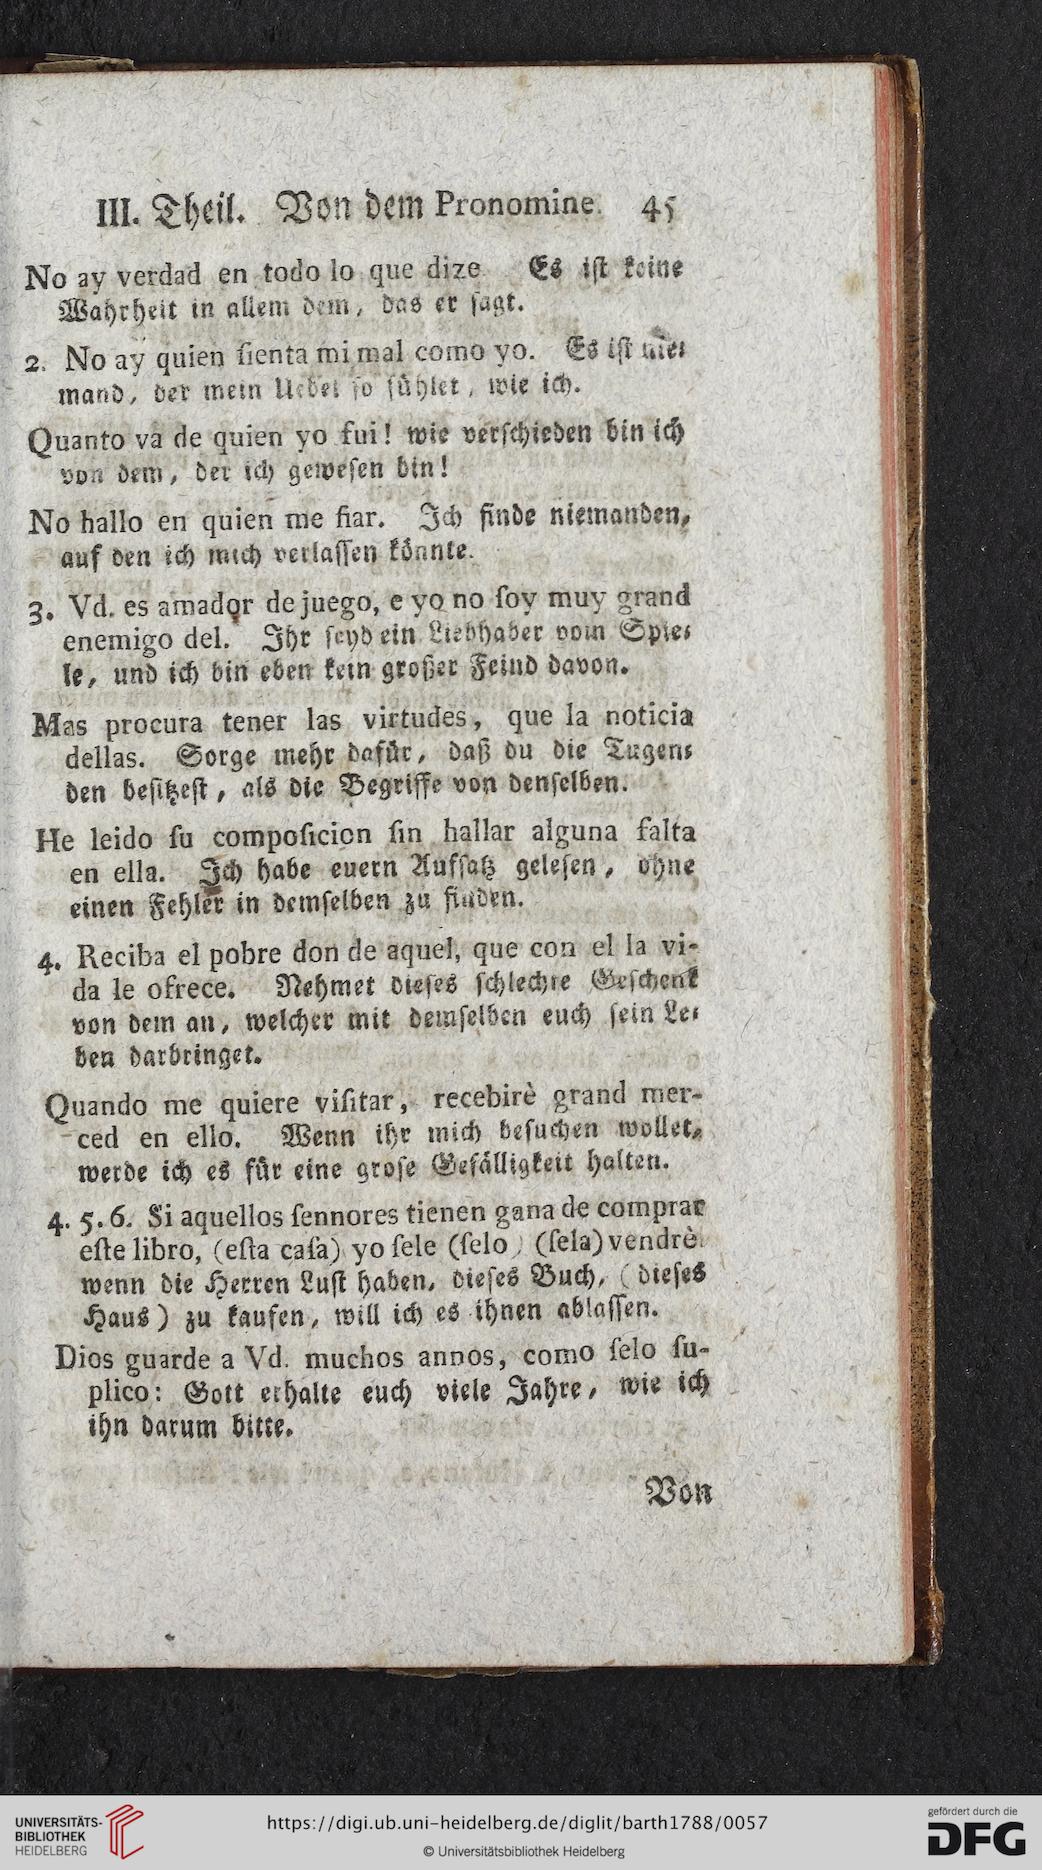 III. Theil. Von dem Pronomine. 45
No ay verdad en todo lo que dize Es iſt keine
Wahrheit in allem dem, das er ſagt.
2. No ay quien ſienta mi mal como yo. Es iſt nie⸗
mand, der mein Uebel ſo fühlet, wie ich.
Quanto va de quien yo fui! wie verſchieden bin ich
von dem, der ich geweſen bin!
No hallo en quien me fiar. Ich finde niemanden,
auf den ich mich verlaſſen könnte.
3. Vd. es amador de juego, e yo no ſoy muy grand
enemigo del. Ihr ſeyd ein Liebhaber vom Spie⸗
le, und ich bin eben kein großer Feind davon.
Mas procura tener las virtudes, que la noticia
dellas. Sorge mehr dafür, daß du die Tugen⸗
den beſitzeſt, als die Begriffe von denſelben.
He leido ſu compoſicion ſin hallar alguna falta
en ella. Ich habe euern Aufſatz geleſen, ohne
einen Fehler in demſelben zu finden.
4. Reciba el pobre don de aquel, que con el la vi-
da le ofrece. Nehmet dieſes ſchlechte Geſchenk
von dem an, welcher mit demſelben euch ſein Le⸗
ben darbringet.
Quando me quiere viſitar, recebirè grand mer-
ced en ello. Wenn ihr mich beſuchen wollet,
werde ich es für eine groſe Gefälligkeit halten.
4. 5. 6. Si aquellos ſennores tienen gana de comprar
eſte libro, (eſta caſa) yo ſele (ſelo) (ſela) vendrè
wenn die Herren Luſt haben, dieſes Buch, (dieſes
Haus) zu kaufen, will ich es ihnen ablaſſen.
Dios guarde a Vd. muchos annos, como ſelo ſu-
plico: Gott erhalte euch viele Jahre, wie ich
ihn darum bitte.
Von
UNIVERSITÄTS-
BIBLIOTHEK
HEIDELBERG
https://digi.ub.uni-heidelberg.de/diglit/barth1788/0057
© Universitätsbibliothek Heidelberg
gefördert durch die
DFG